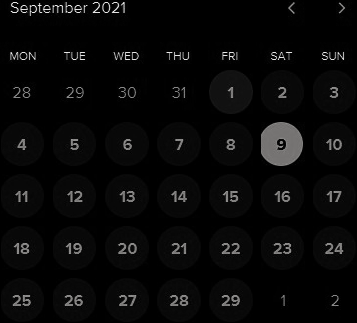 September 2021 < >
MON TUE WED THU FRI SAT SUN
28 29 30 31 1 2 3
4 5 6 7 8 9 10
11 12 13 14 15 16 17
18 19 20 21 22 23 24
25 26 27 28 29 1 2